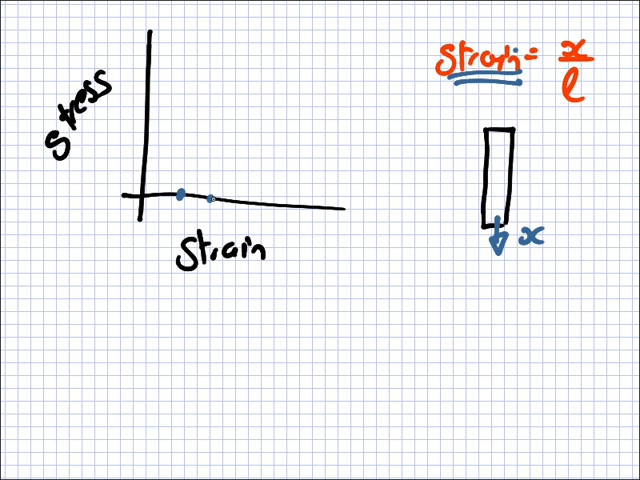 stress
strain
strain = x/l
x